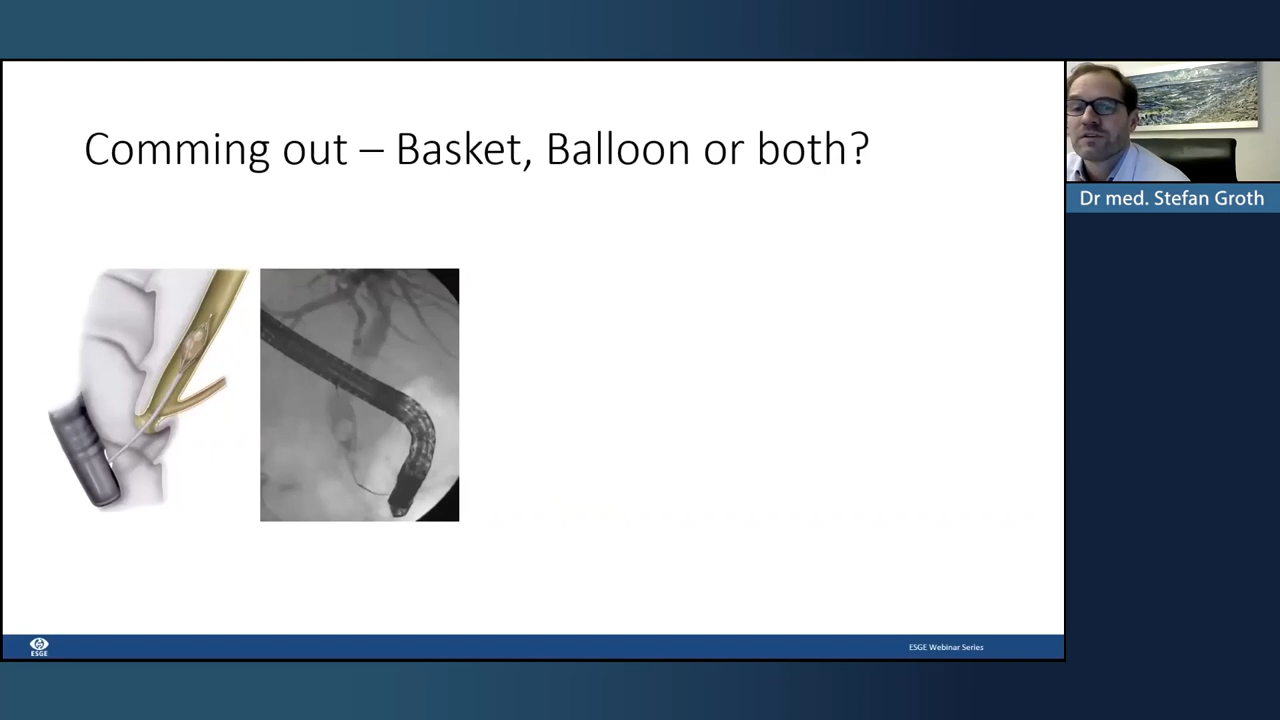 Comming out – Basket, Balloon or both?
Dr med. Stefan Groth
ESGE
ESGE Webinar Series